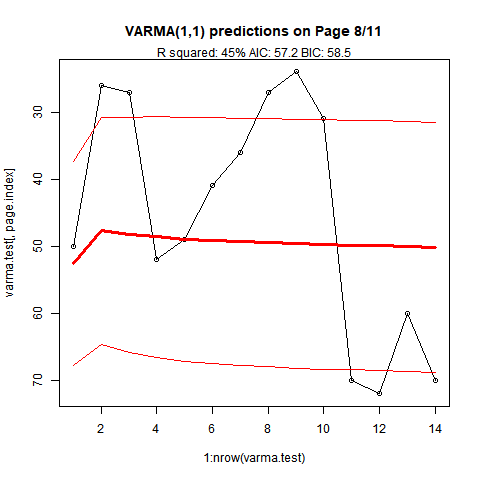 VARMA(1,1) predictions on Page 8/11
R squared: 45% AIC: 57.2 BIC: 58.5
varma.test[, page.index]
30
40
50
60
70
2 4 6 8 10 12 14
1:nrow(varma.test)